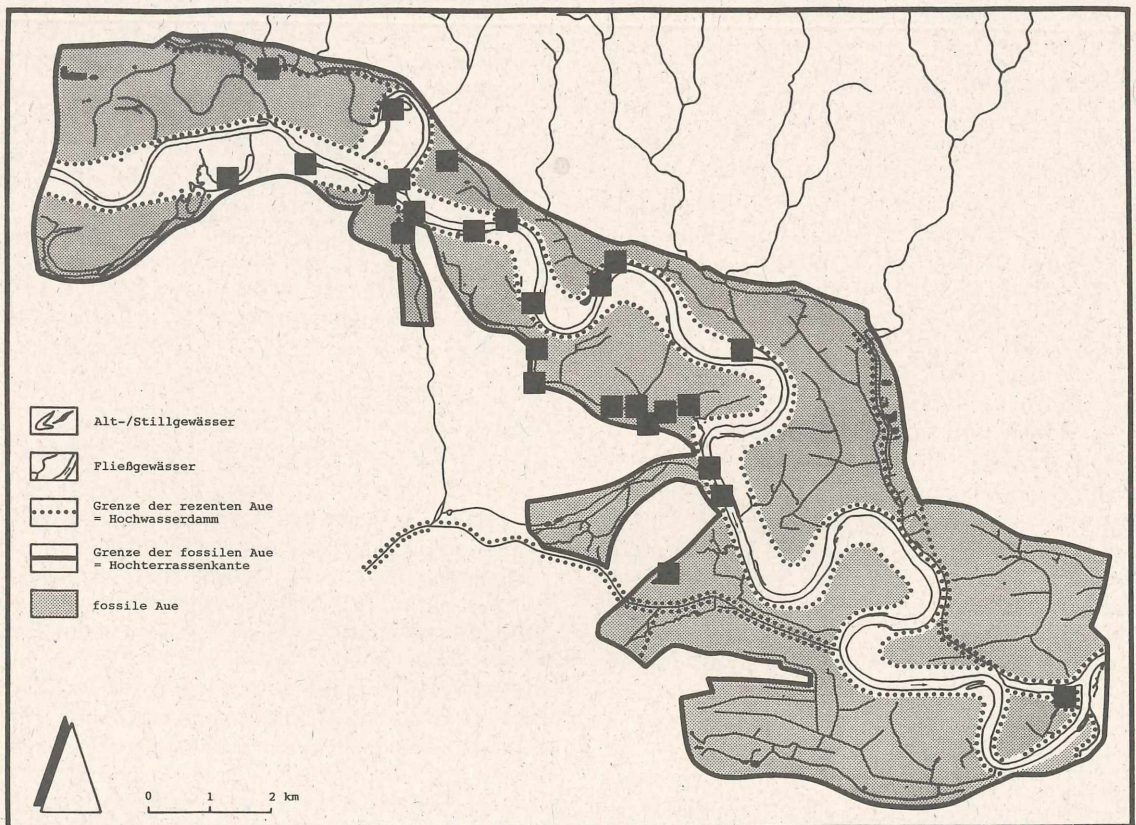 Alt-/Stillgewässer
Fließgewässer
Grenze der rezenten Aue
= Hochwasserdamm
Grenze der fossilen Aue
= Hochterrassenkante
fossile Aue
0 1 2 km